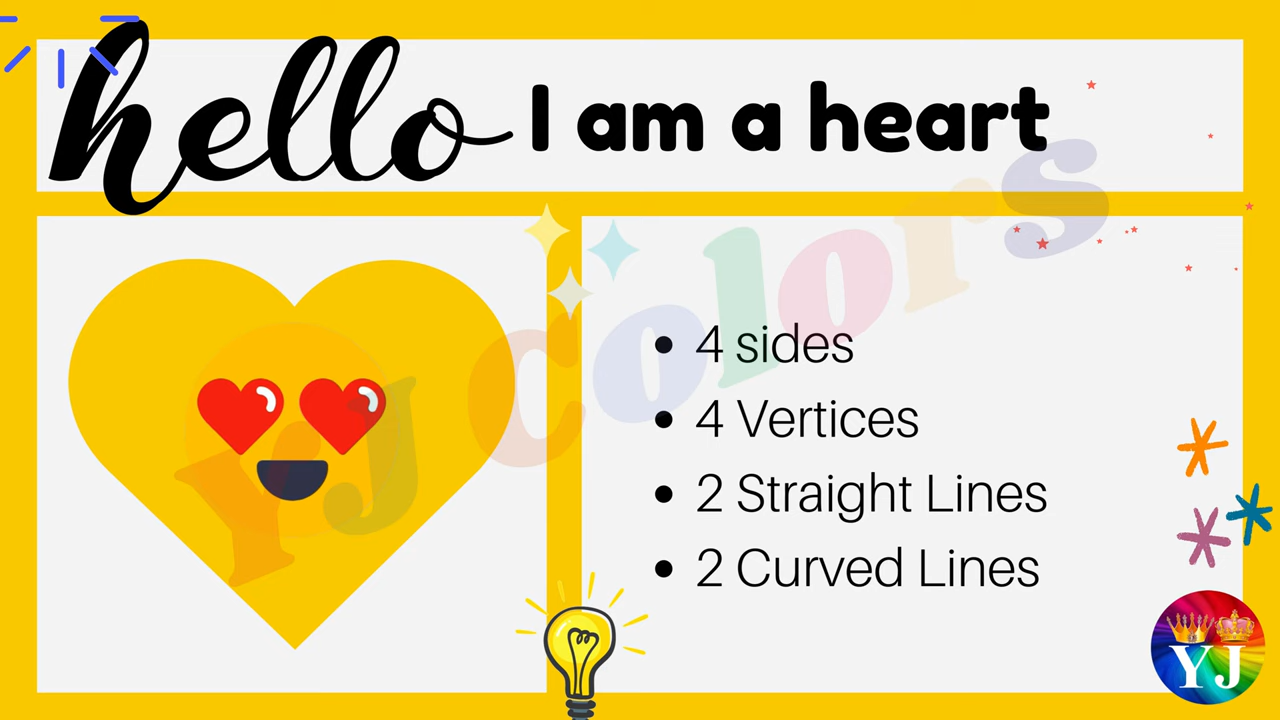 hello I am a heart
• 4 sides
• 4 Vertices
• 2 Straight Lines
• 2 Curved Lines
YJ Colors
YJ